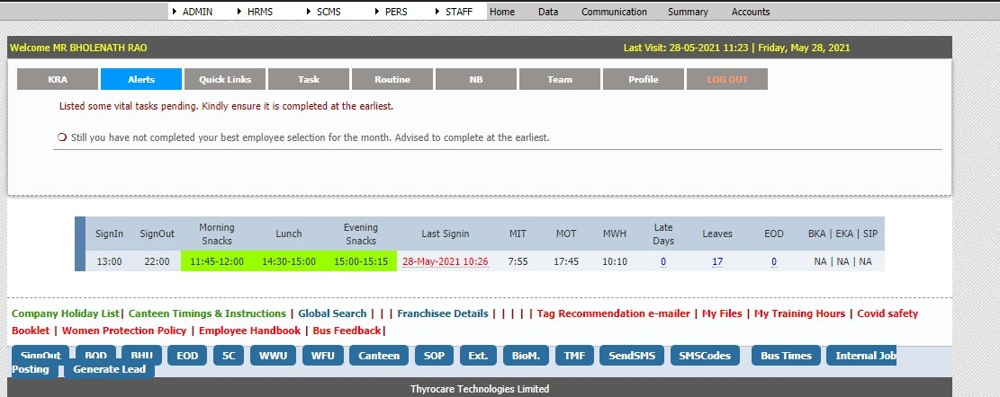 ADMIN HRMS SCMS PERS STAFF Home Data Communication Summary Accounts
Welcome MR BHOLENATH RAO Last Visit: 28-05-2021 11:23 | Friday, May 28, 2021
KRA Alerts Quick Links Task Routine NB Team Profile LOG OUT
Listed some vital tasks pending. Kindly ensure it is completed at the earliest.
Still you have not completed your best employee selection for the month. Advised to complete at the earliest.
SignIn SignOut Morning Snacks Lunch Evening Snacks Last Signin MIT MOT MWH Late Days Leaves EOD BKA | EKA | SIP
13:00 22:00 11:45-12:00 14:30-15:00 15:00-15:15 28-May-2021 10:26 7:55 17:45 10:10 0 17 0 NA | NA | NA
Company Holiday List| Canteen Timings & Instructions | Global Search | | | Franchisee Details | | | | | Tag Recommendation e-mailer | My Files | My Training Hours | Covid safety
Booklet | Women Protection Policy | Employee Handbook | Bus Feedback|
SignOut BOD BHU EOD 5C WWU WFU Canteen SOP Ext. BioM. TMF SendSMS SMSCodes Bus Times Internal Job
Posting Generate Lead
Thyrocare Technologies Limited